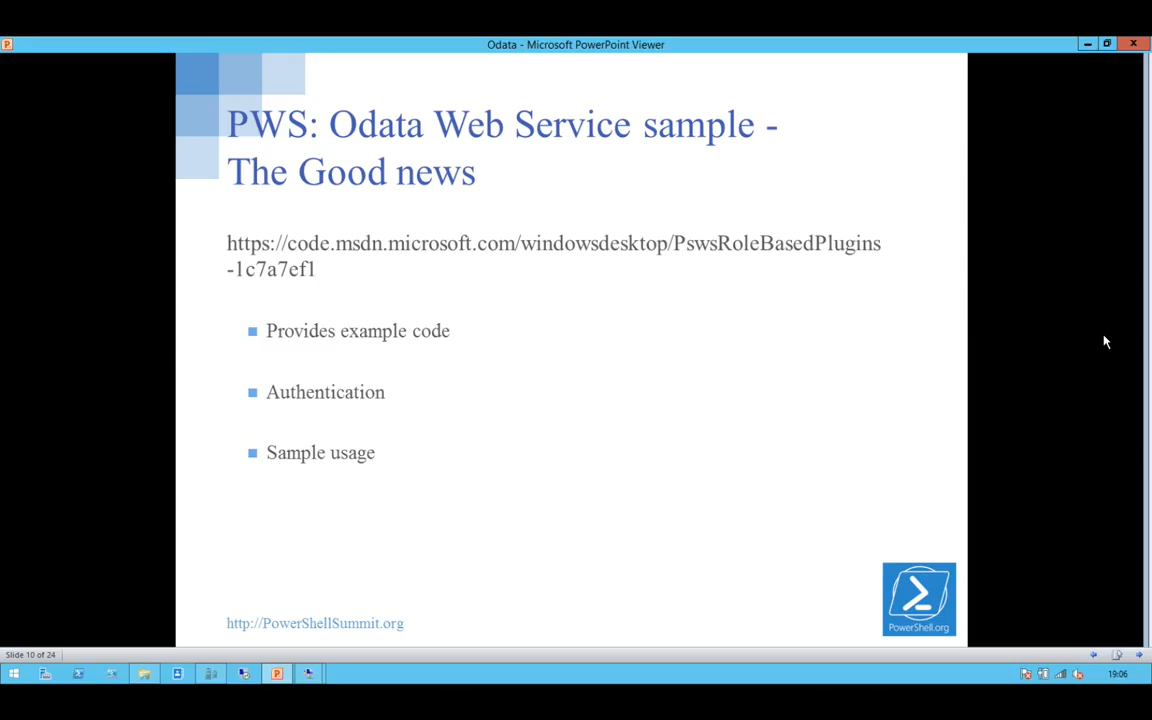 Odata - Microsoft PowerPoint Viewer
PWS: Odata Web Service sample -
The Good news
https://code.msdn.microsoft.com/windowsdesktop/PswsRoleBasedPlugins
-1c7a7ef1
Provides example code
Authentication
Sample usage
PowerShell.org
http://PowerShellSummit.org
Slide 10 of 24
19:06